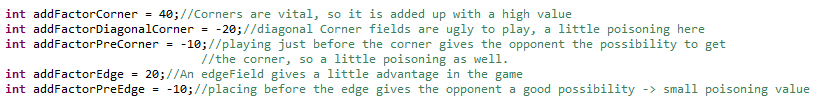 int addFactorCorner = 40;//Corners are vital, so it is added up with a high value
int addFactorDiagonalCorner = -20;//diagonal Corner fields are ugly to play, a little poisoning here
int addFactorPreCorner = -10;//playing just before the corner gives the opponent the possibility to get
//the corner, so a little poisoning as well.
int addFactorEdge = 20;//An edgeField gives a little advantage in the game
int addFactorPreEdge = -10;//placing before the edge gives the opponent a good possibility -> small poisoning value